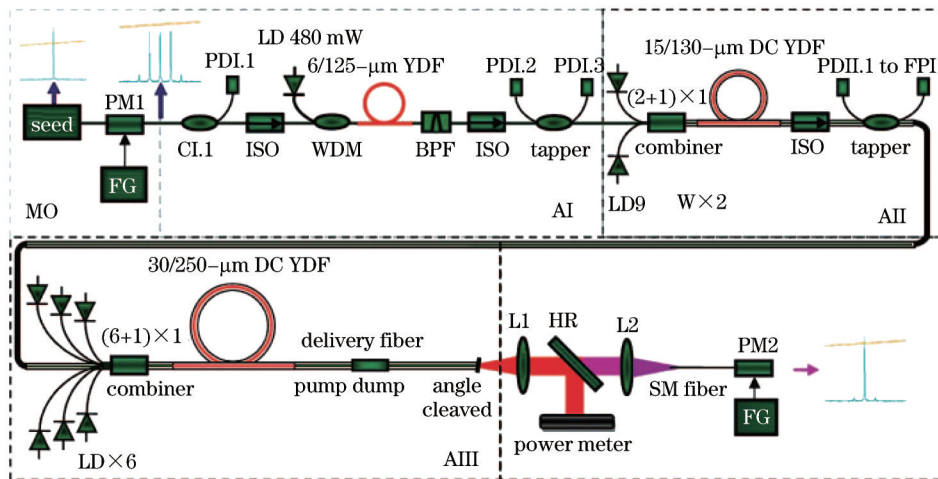 LD 480 mW
15/130-μm DC YDF
PDI.1
6/125-μm YDF
PDI.2
PDI.3
PDII.1 to FPI
PM1
(2+1)×1
seed
CI.1
ISO
WDM
BPF
ISO
tapper
combiner
ISO
tapper
FG
LD9
W×2
MO
AI
AII
30/250-μm DC YDF
(6+1)×1
delivery fiber
L1
HR
L2
PM2
combiner
pump dump
angle
cleaved
SM fiber
FG
power meter
LD×6
AIII